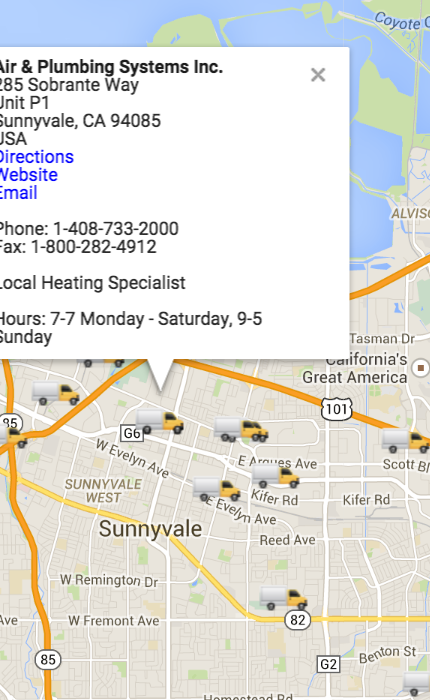 Air & Plumbing Systems Inc.
285 Sobrante Way
Unit P1
Sunnyvale, CA 94085
USA
Directions
Website
Email
Phone: 1-408-733-2000
Fax: 1-800-282-4912
Local Heating Specialist
Hours: 7-7 Monday - Saturday, 9-5
Sunday
×
Coyote C
ALVISO
Tasman Dr
California's
Great America
101
85
G6
W Evelyn Ave
E Arques Ave
Scott Bl
SUNNYVALE
WEST
Kifer Rd
Kifer Rd
E Evelyn Ave
Sunnyvale
Reed Ave
W Remington Dr
Ave
W Fremont Ave
82
85
G2
Benton St
Homestead Rd